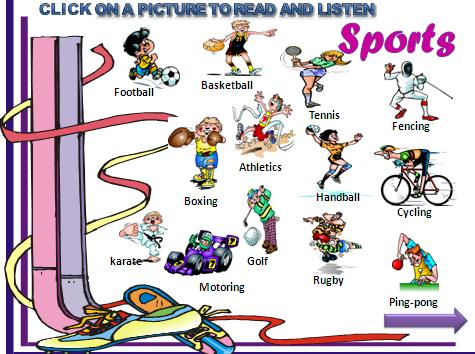 CLICK ON A PICTURE TO READ AND LISTEN
Sports
Football
Basketball
Tennis
Fencing
Boxing
Athletics
Handball
Cycling
karate
Motoring
Golf
Rugby
Ping-pong